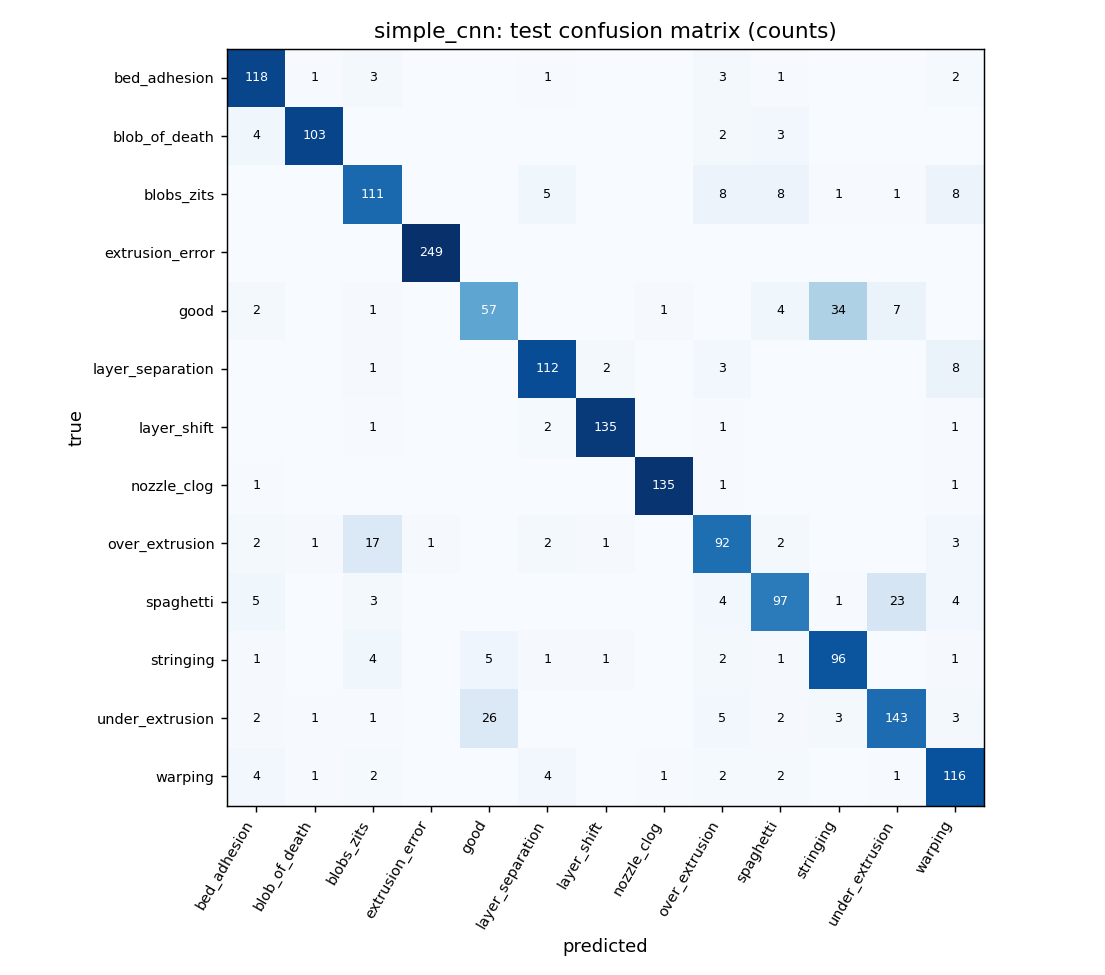 simple_cnn: test confusion matrix (counts)
bed_adhesion 118 1 3 1 3 1 2
blob_of_death 4 103 2 3
blobs_zits 111 5 8 8 1 1 8
extrusion_error 249
good 2 1 57 1 4 34 7
layer_separation 1 112 2 3 8
layer_shift 1 2 135 1 1
nozzle_clog 1 135 1 1
over_extrusion 2 1 17 1 2 1 92 2 3
spaghetti 5 3 4 97 1 23 4
stringing 1 4 5 1 1 2 1 96 1
under_extrusion 2 1 1 26 5 2 3 143 3
warping 4 1 2 4 1 2 2 1 116
true
bed_adhesion
blob_of_death
blobs_zits
extrusion_error
good
layer_separation
layer_shift
nozzle_clog
over_extrusion
spaghetti
stringing
under_extrusion
warping
predicted